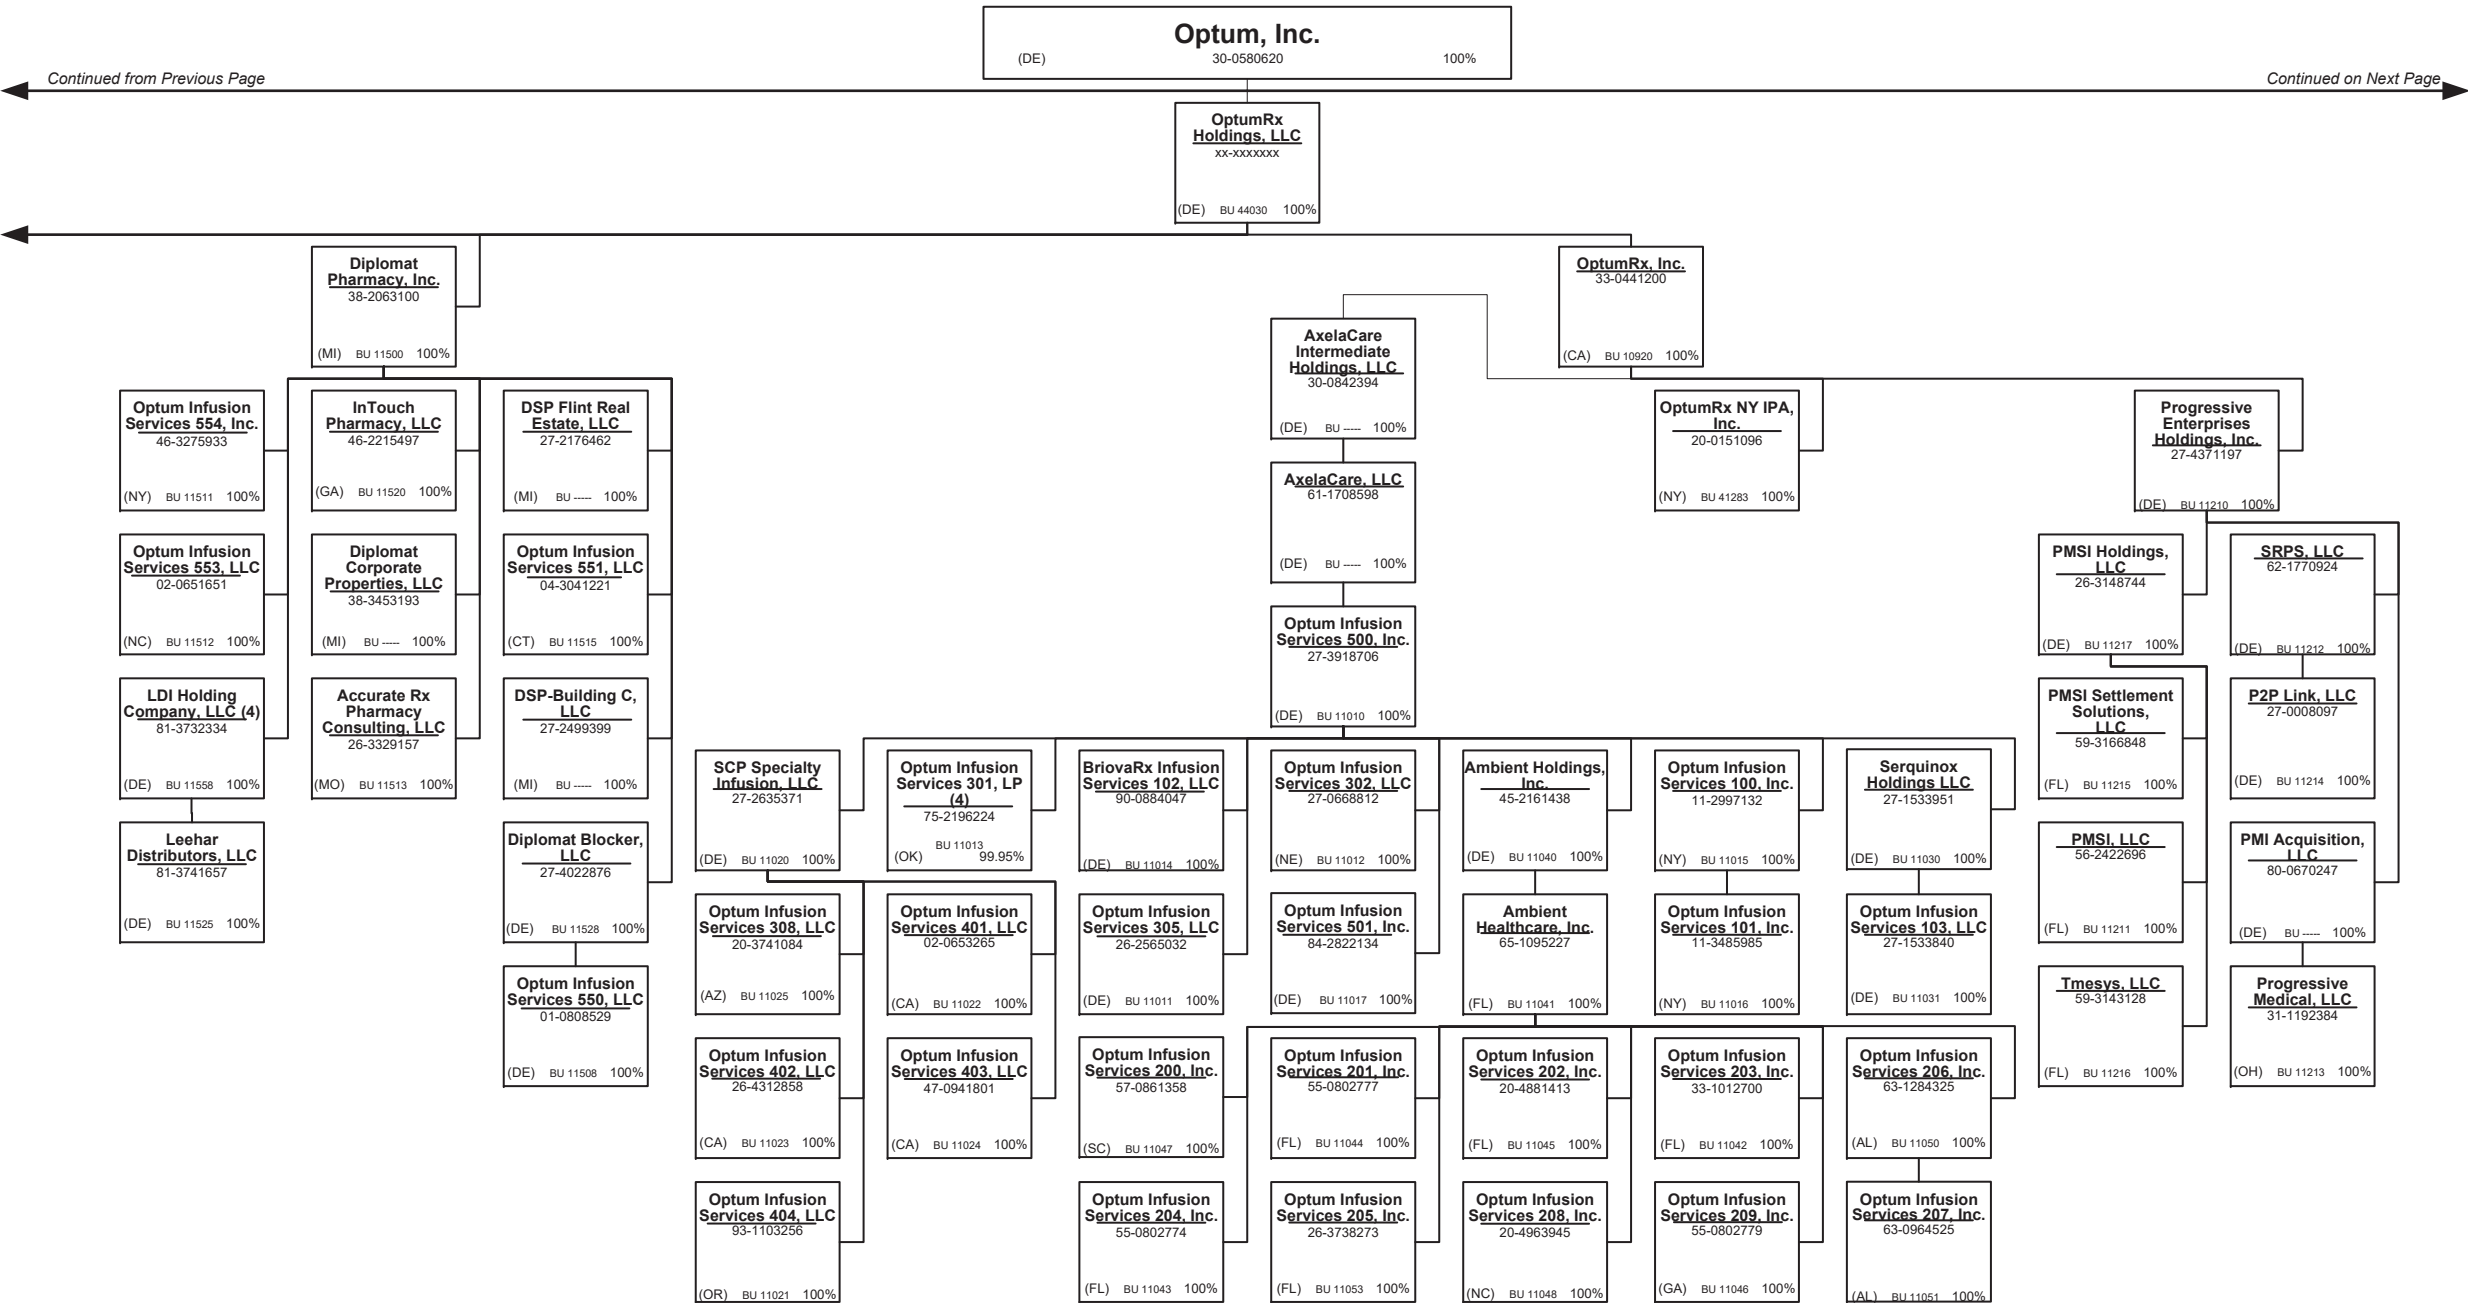 Optum, Inc.
(DE) 30-0580620 100%
Continued from Previous Page
Continued on Next Page
OptumRx
Holdings, LLC
xx-xxxxxxx
(DE) BU 44030 100%
Diplomat
Pharmacy, Inc.
38-2063100
(MI) BU 11500 100%
OptumRx, Inc.
33-0441200
(CA) BU 10920 100%
AxelaCare
Intermediate
Holdings, LLC
30-0842394
(DE) BU ----- 100%
Optum Infusion
Services 554, Inc.
46-3275933
(NY) BU 11511 100%
InTouch
Pharmacy, LLC
46-2215497
(GA) BU 11520 100%
DSP Flint Real
Estate, LLC
27-2176462
(MI) BU ----- 100%
OptumRx NY IPA,
Inc.
20-0151096
(NY) BU 41283 100%
Progressive
Enterprises
Holdings, Inc.
27-4371197
(DE) BU 11210 100%
AxelaCare, LLC
61-1708598
(DE) BU ----- 100%
Optum Infusion
Services 553, LLC
02-0651651
(NC) BU 11512 100%
Diplomat
Corporate
Properties, LLC
38-3453193
(MI) BU ----- 100%
Optum Infusion
Services 551, LLC
04-3041221
(CT) BU 11515 100%
PMSI Holdings,
LLC
26-3148744
(DE) BU 11217 100%
SRPS, LLC
62-1770924
(DE) BU 11212 100%
Optum Infusion
Services 500, Inc.
27-3918706
(DE) BU 11010 100%
LDI Holding
Company, LLC (4)
81-3732334
(DE) BU 11558 100%
Accurate Rx
Pharmacy
Consulting, LLC
26-3329157
(MO) BU 11513 100%
DSP-Building C,
LLC
27-2499399
(MI) BU ----- 100%
PMSI Settlement
Solutions,
LLC
59-3166848
(FL) BU 11215 100%
P2P Link, LLC
27-0008097
(DE) BU 11214 100%
SCP Specialty
Infusion, LLC
27-2635371
(DE) BU 11020 100%
Optum Infusion
Services 301, LP
(4)
75-2196224
BU 11013
(OK) 99.95%
BriovaRx Infusion
Services 102, LLC
90-0884047
(DE) BU 11014 100%
Optum Infusion
Services 302, LLC
27-0668812
(NE) BU 11012 100%
Ambient Holdings,
Inc.
45-2161438
(DE) BU 11040 100%
Optum Infusion
Services 100, Inc.
11-2997132
(NY) BU 11015 100%
Serquinox
Holdings LLC
27-1533951
(DE) BU 11030 100%
Leehar
Distributors, LLC
81-3741657
(DE) BU 11525 100%
Diplomat Blocker,
LLC
27-4022876
(DE) BU 11528 100%
PMSI, LLC
56-2422696
(FL) BU 11211 100%
PMI Acquisition,
LLC
80-0670247
(DE) BU ----- 100%
Optum Infusion
Services 308, LLC
20-3741084
(AZ) BU 11025 100%
Optum Infusion
Services 401, LLC
02-0653265
(CA) BU 11022 100%
Optum Infusion
Services 305, LLC
26-2565032
(DE) BU 11011 100%
Optum Infusion
Services 501, Inc.
84-2822134
(DE) BU 11017 100%
Ambient
Healthcare, Inc.
65-1095227
(FL) BU 11041 100%
Optum Infusion
Services 101, Inc.
11-3485985
(NY) BU 11016 100%
Optum Infusion
Services 103, LLC
27-1533840
(DE) BU 11031 100%
Optum Infusion
Services 550, LLC
01-0808529
(DE) BU 11508 100%
Tmesys, LLC
59-3143128
(FL) BU 11216 100%
Progressive
Medical, LLC
31-1192384
(OH) BU 11213 100%
Optum Infusion
Services 402, LLC
26-4312858
(CA) BU 11023 100%
Optum Infusion
Services 403, LLC
47-0941801
(CA) BU 11024 100%
Optum Infusion
Services 200, Inc.
57-0861358
(SC) BU 11047 100%
Optum Infusion
Services 201, Inc.
55-0802777
(FL) BU 11044 100%
Optum Infusion
Services 202, Inc.
20-4881413
(FL) BU 11045 100%
Optum Infusion
Services 203, Inc.
33-1012700
(FL) BU 11042 100%
Optum Infusion
Services 206, Inc.
63-1284325
(AL) BU 11050 100%
Optum Infusion
Services 404, LLC
93-1103256
(OR) BU 11021 100%
Optum Infusion
Services 204, Inc.
55-0802774
(FL) BU 11043 100%
Optum Infusion
Services 205, Inc.
26-3738273
(FL) BU 11053 100%
Optum Infusion
Services 208, Inc.
20-4963945
(NC) BU 11048 100%
Optum Infusion
Services 209, Inc.
55-0802779
(GA) BU 11046 100%
Optum Infusion
Services 207, Inc.
63-0964525
(AL) BU 11051 100%